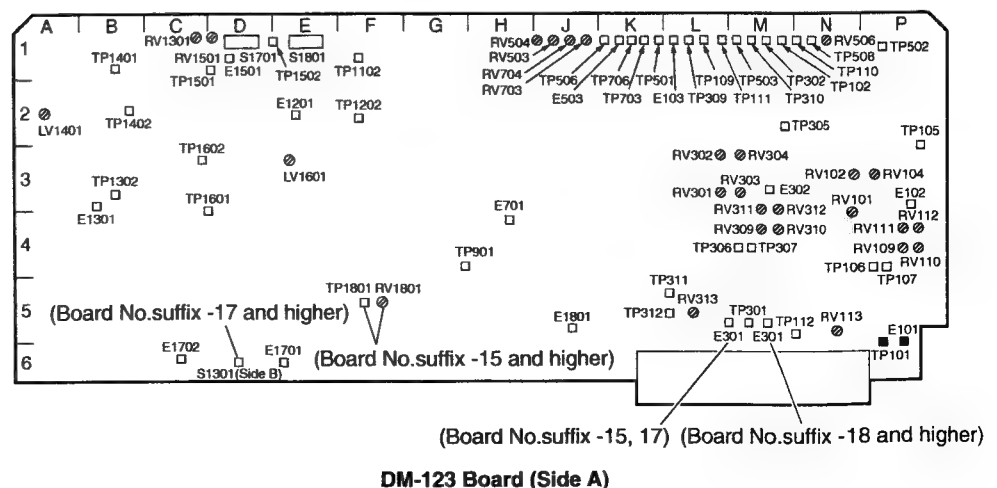 A B C D E F G H J K L M N P
1
RV1301 S1701 S1801 RV504 RV506 TP502
RV503 TP508
TP1401 RV1501 E1501 TP1502 TP1102 RV704 TP506 TP706 TP501 TP109 TP503 TP302 TP110
TP1501 RV703 E503 TP703 E103 TP309 TP111 TP310 TP102
2
LV1401 TP1402 E1201 TP1202 TP305 TP105
TP1602 LV1601 RV302 RV304
3
TP1302 RV303 RV102 RV104
E1301 TP1601 E701 RV301 E302 RV101 E102
RV311 RV312 RV112
4
RV309 RV310 RV111
TP901 TP306 TP307 RV109 RV110
TP106 TP107
TP1801 RV1801 TP311 RV313
5
(Board No.suffix -17 and higher) E1801 TP312 TP301 TP112 RV113
E301 E301 E101
TP101
6
E1702 E1701 (Board No.suffix -15 and higher)
S1301(Side B)
(Board No.suffix -15, 17) (Board No.suffix -18 and higher)
DM-123 Board (Side A)